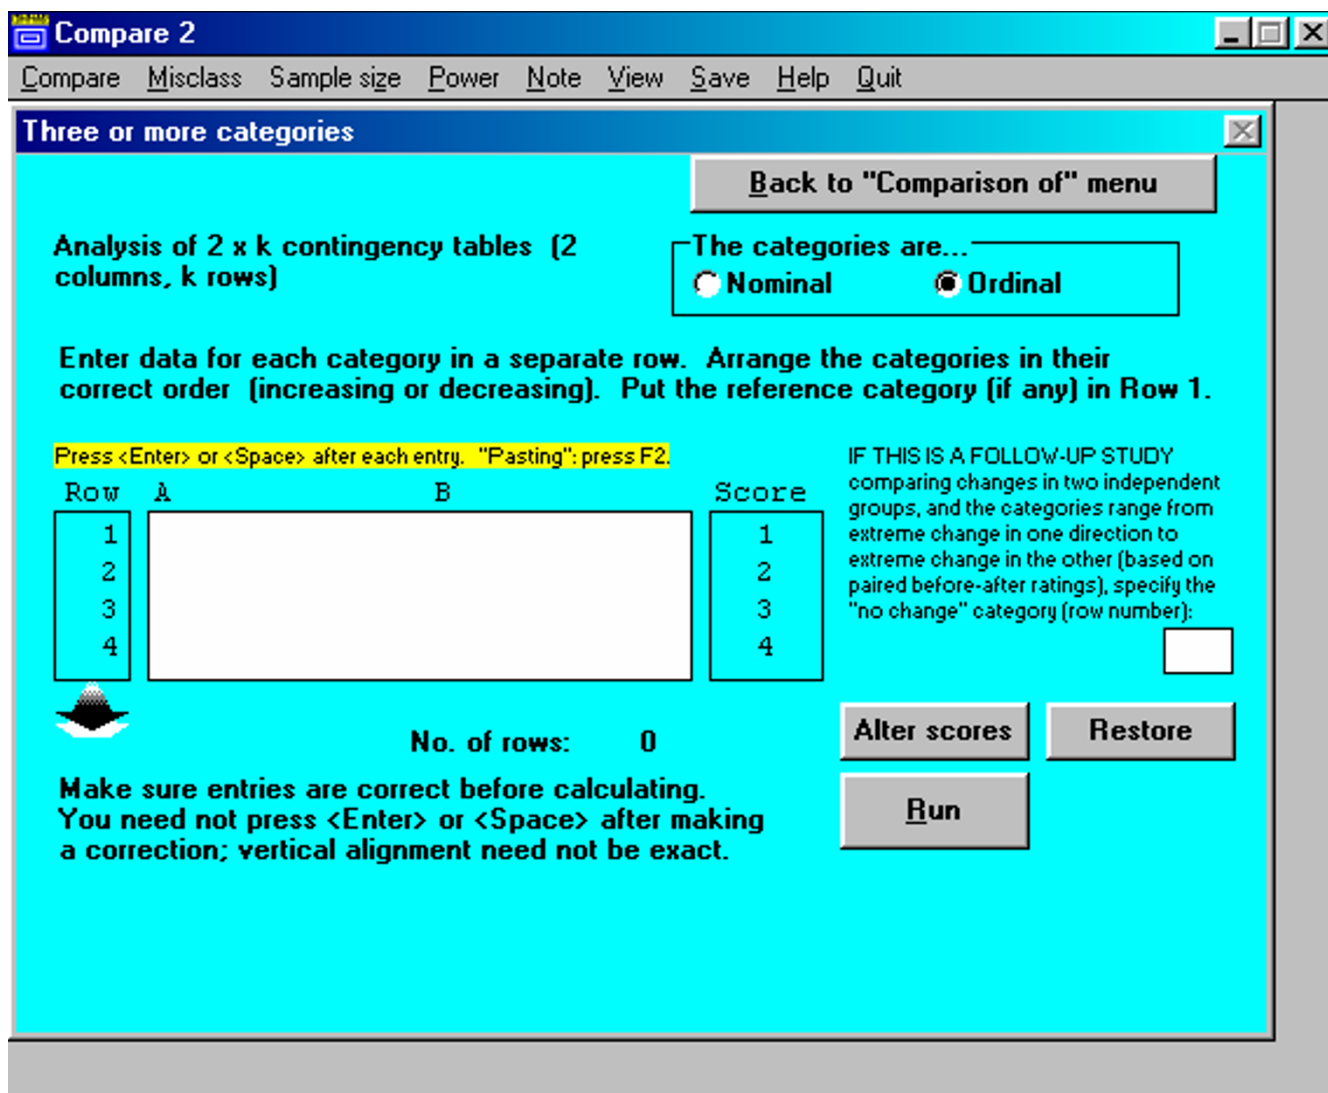 Compare 2
Compare Misclass Sample size Power Note View Save Help Quit
Three or more categories
Back to "Comparison of" menu
Analysis of 2 x k contingency tables (2
columns, k rows)
The categories are...
Nominal Ordinal
Enter data for each category in a separate row. Arrange the categories in their
correct order (increasing or decreasing). Put the reference category (if any) in Row 1.
Press <Enter> or <Space> after each entry. "Pasting": press F2.
Row A B Score
1 1
2 2
3 3
4 4
IF THIS IS A FOLLOW-UP STUDY
comparing changes in two independent
groups, and the categories range from
extreme change in one direction to
extreme change in the other (based on
paired before-after ratings), specify the
"no change" category (row number):
No. of rows: 0
Alter scores Restore
Run
Make sure entries are correct before calculating.
You need not press <Enter> or <Space> after making
a correction; vertical alignment need not be exact.